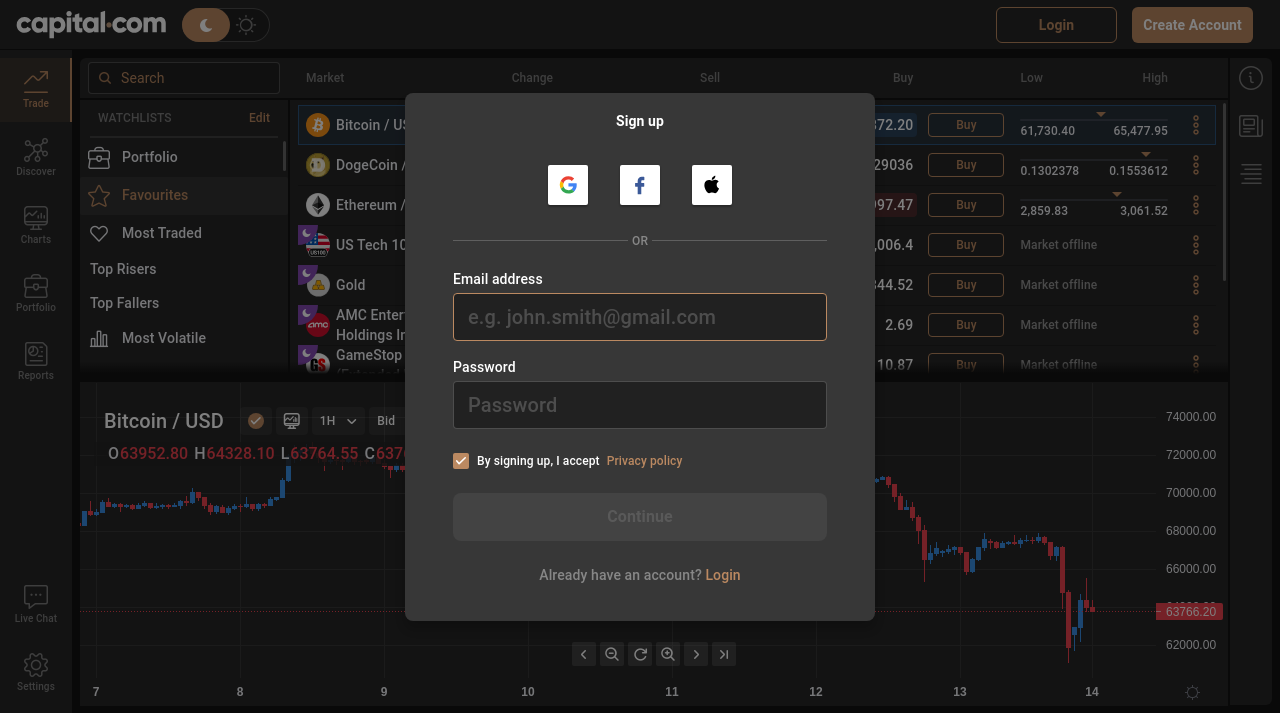 capital.com
Login
Create Account
Search
Market Change Sell Buy Low High
Trade
WATCHLISTS Edit
Discover
Charts
Portfolio
Reports
Live Chat
Settings
Portfolio
Favourites
Most Traded
Top Risers
Top Fallers
Most Volatile
Bitcoin / US 372.20 Buy 61,730.40 65,477.95
DogeCoin / 29036 Buy 0.1302378 0.1553612
Ethereum / 97.47 Buy 2,859.83 3,061.52
US Tech 10 ,006.4 Buy Market offline
Gold 344.52 Buy Market offline
AMC Enter
Holdings In 2.69 Buy Market offline
GameStop 10.87 Buy Market offline
Sign up
OR
Email address
e.g. john.smith@gmail.com
Password
Password
By signing up, I accept Privacy policy
Continue
Already have an account? Login
Bitcoin / USD 1H Bid
O63952.80 H64328.10 L63764.55 C6376
74000.00
72000.00
70000.00
68000.00
66000.00
63766.20
62000.00
7 8 9 10 11 12 13 14